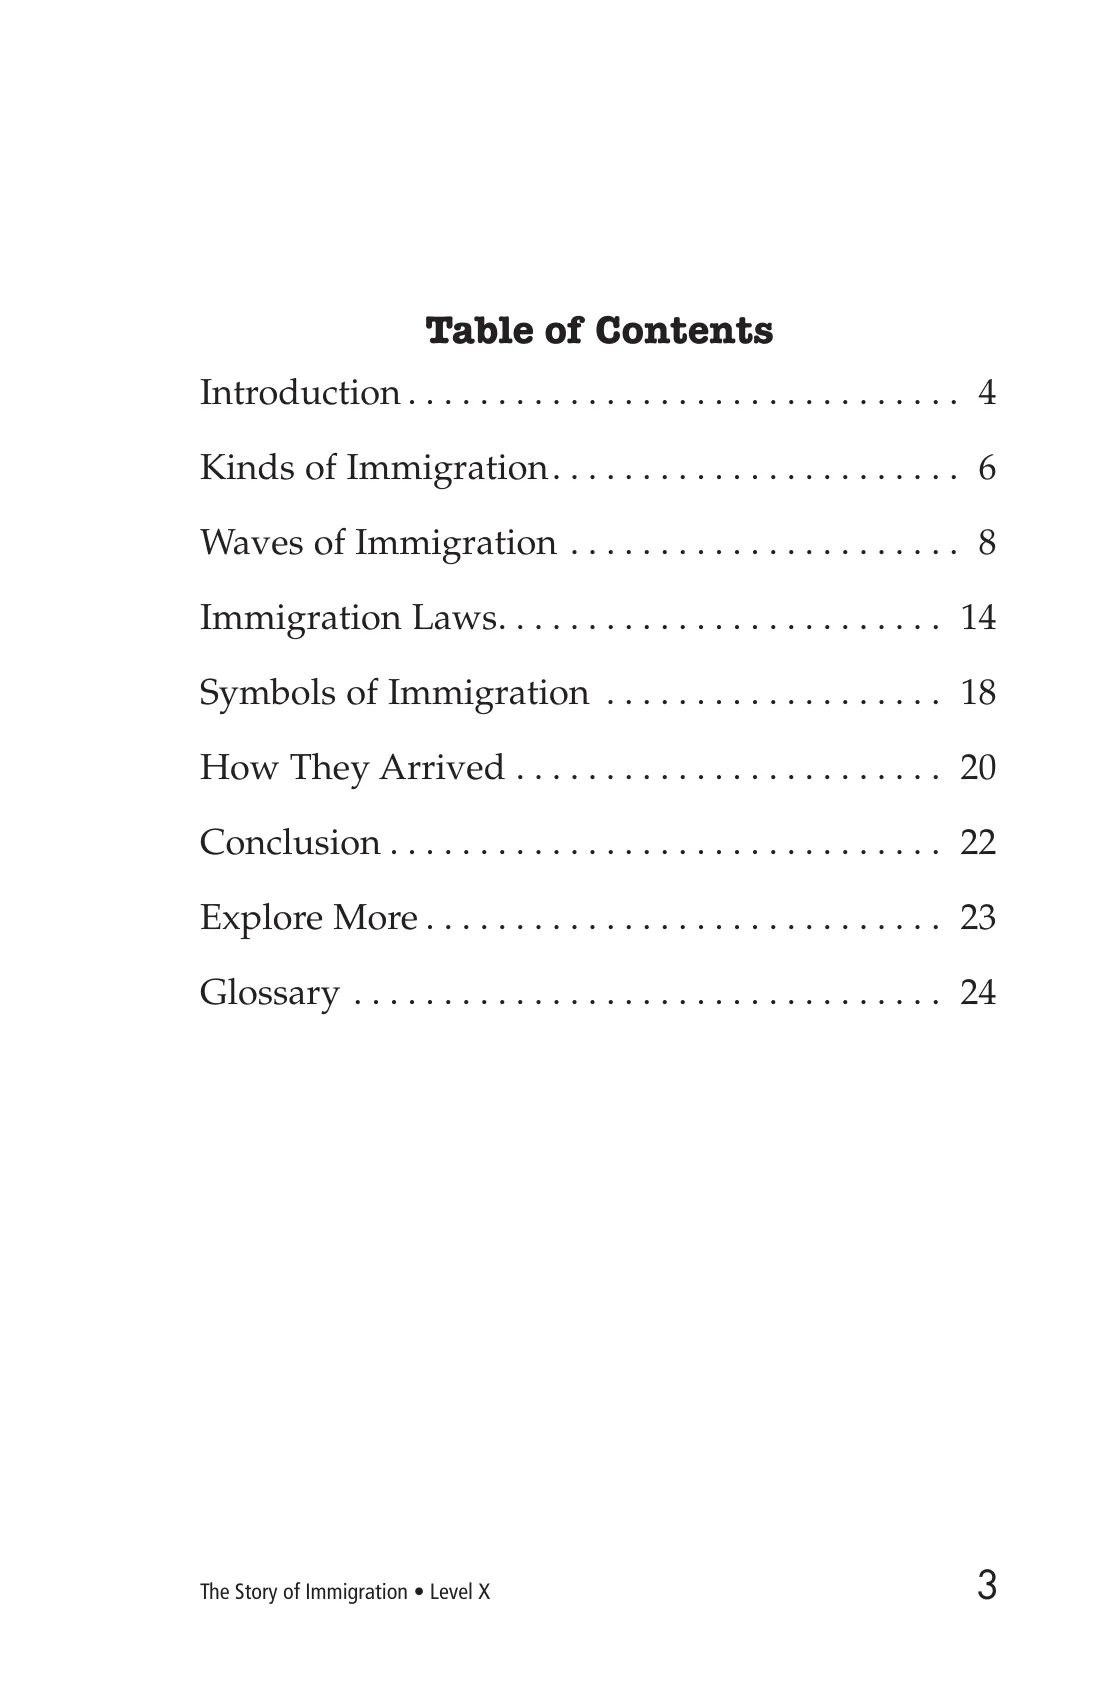 Table of Contents
Introduction . . . . . . . . . . . . . . . . . . . . . . . . . . . . . . . 4
Kinds of Immigration . . . . . . . . . . . . . . . . . . . . . . . 6
Waves of Immigration . . . . . . . . . . . . . . . . . . . . . . 8
Immigration Laws . . . . . . . . . . . . . . . . . . . . . . . . . 14
Symbols of Immigration . . . . . . . . . . . . . . . . . . . 18
How They Arrived . . . . . . . . . . . . . . . . . . . . . . . . 20
Conclusion . . . . . . . . . . . . . . . . . . . . . . . . . . . . . . . 22
Explore More . . . . . . . . . . . . . . . . . . . . . . . . . . . . . 23
Glossary . . . . . . . . . . . . . . . . . . . . . . . . . . . . . . . . . 24
The Story of Immigration • Level X 3